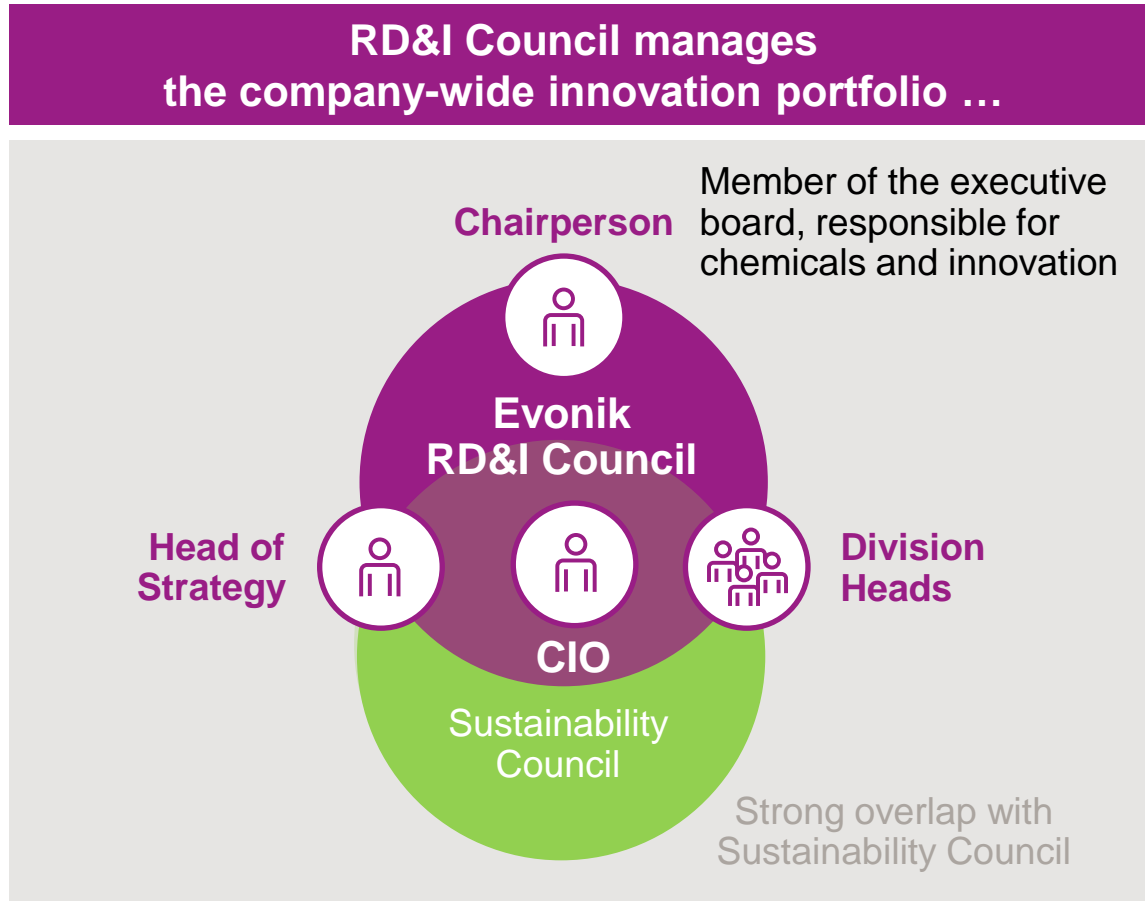 RD&I Council manages
the company-wide innovation portfolio …
Member of the executive
board, responsible for
chemicals and innovation
Chairperson
Evonik
RD&I Council
Head of
Strategy
Division
Heads
CIO
Sustainability
Council
Strong overlap with
Sustainability Council